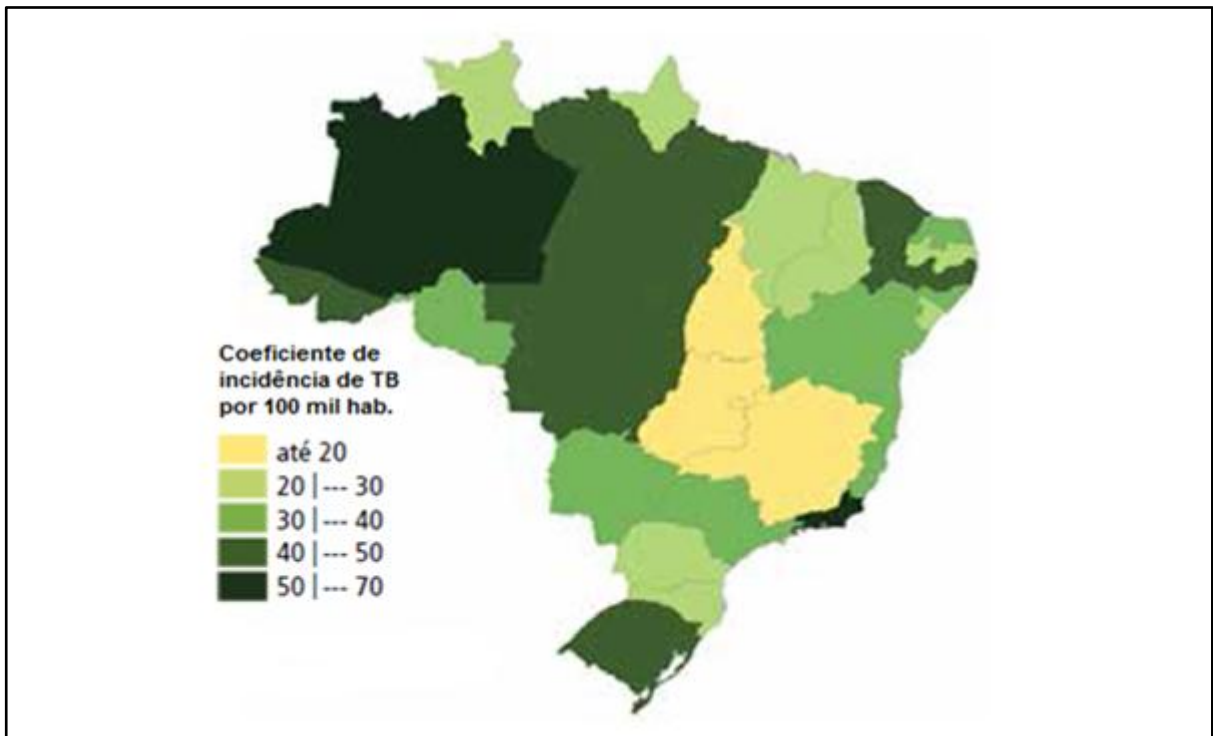 Coeficiente de
incidência de TB
por 100 mil hab.
até 20
20 |--- 30
30 |--- 40
40 |--- 50
50 |--- 70